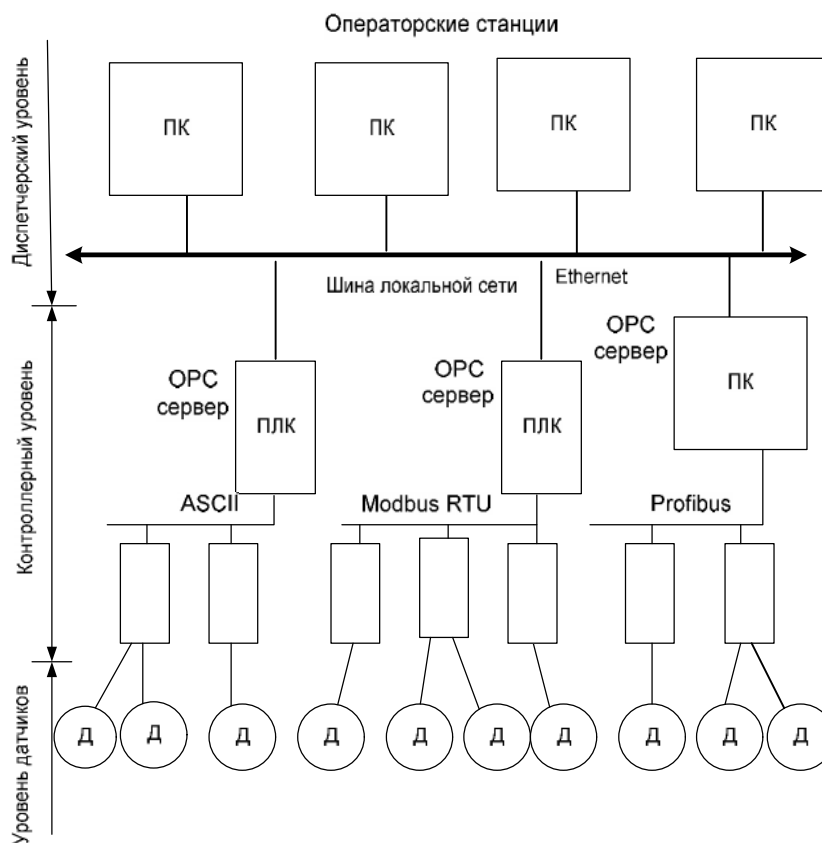 Операторские станции
Диспетчерский уровень
ПК
ПК
ПК
ПК
Шина локальной сети
Ethernet
Контроллерный уровень
OPC
сервер
ПЛК
OPC
сервер
ПЛК
OPC
сервер
ПК
ASCII
Modbus RTU
Profibus
Уровень датчиков
Д
Д
Д
Д
Д
Д
Д
Д
Д
Д